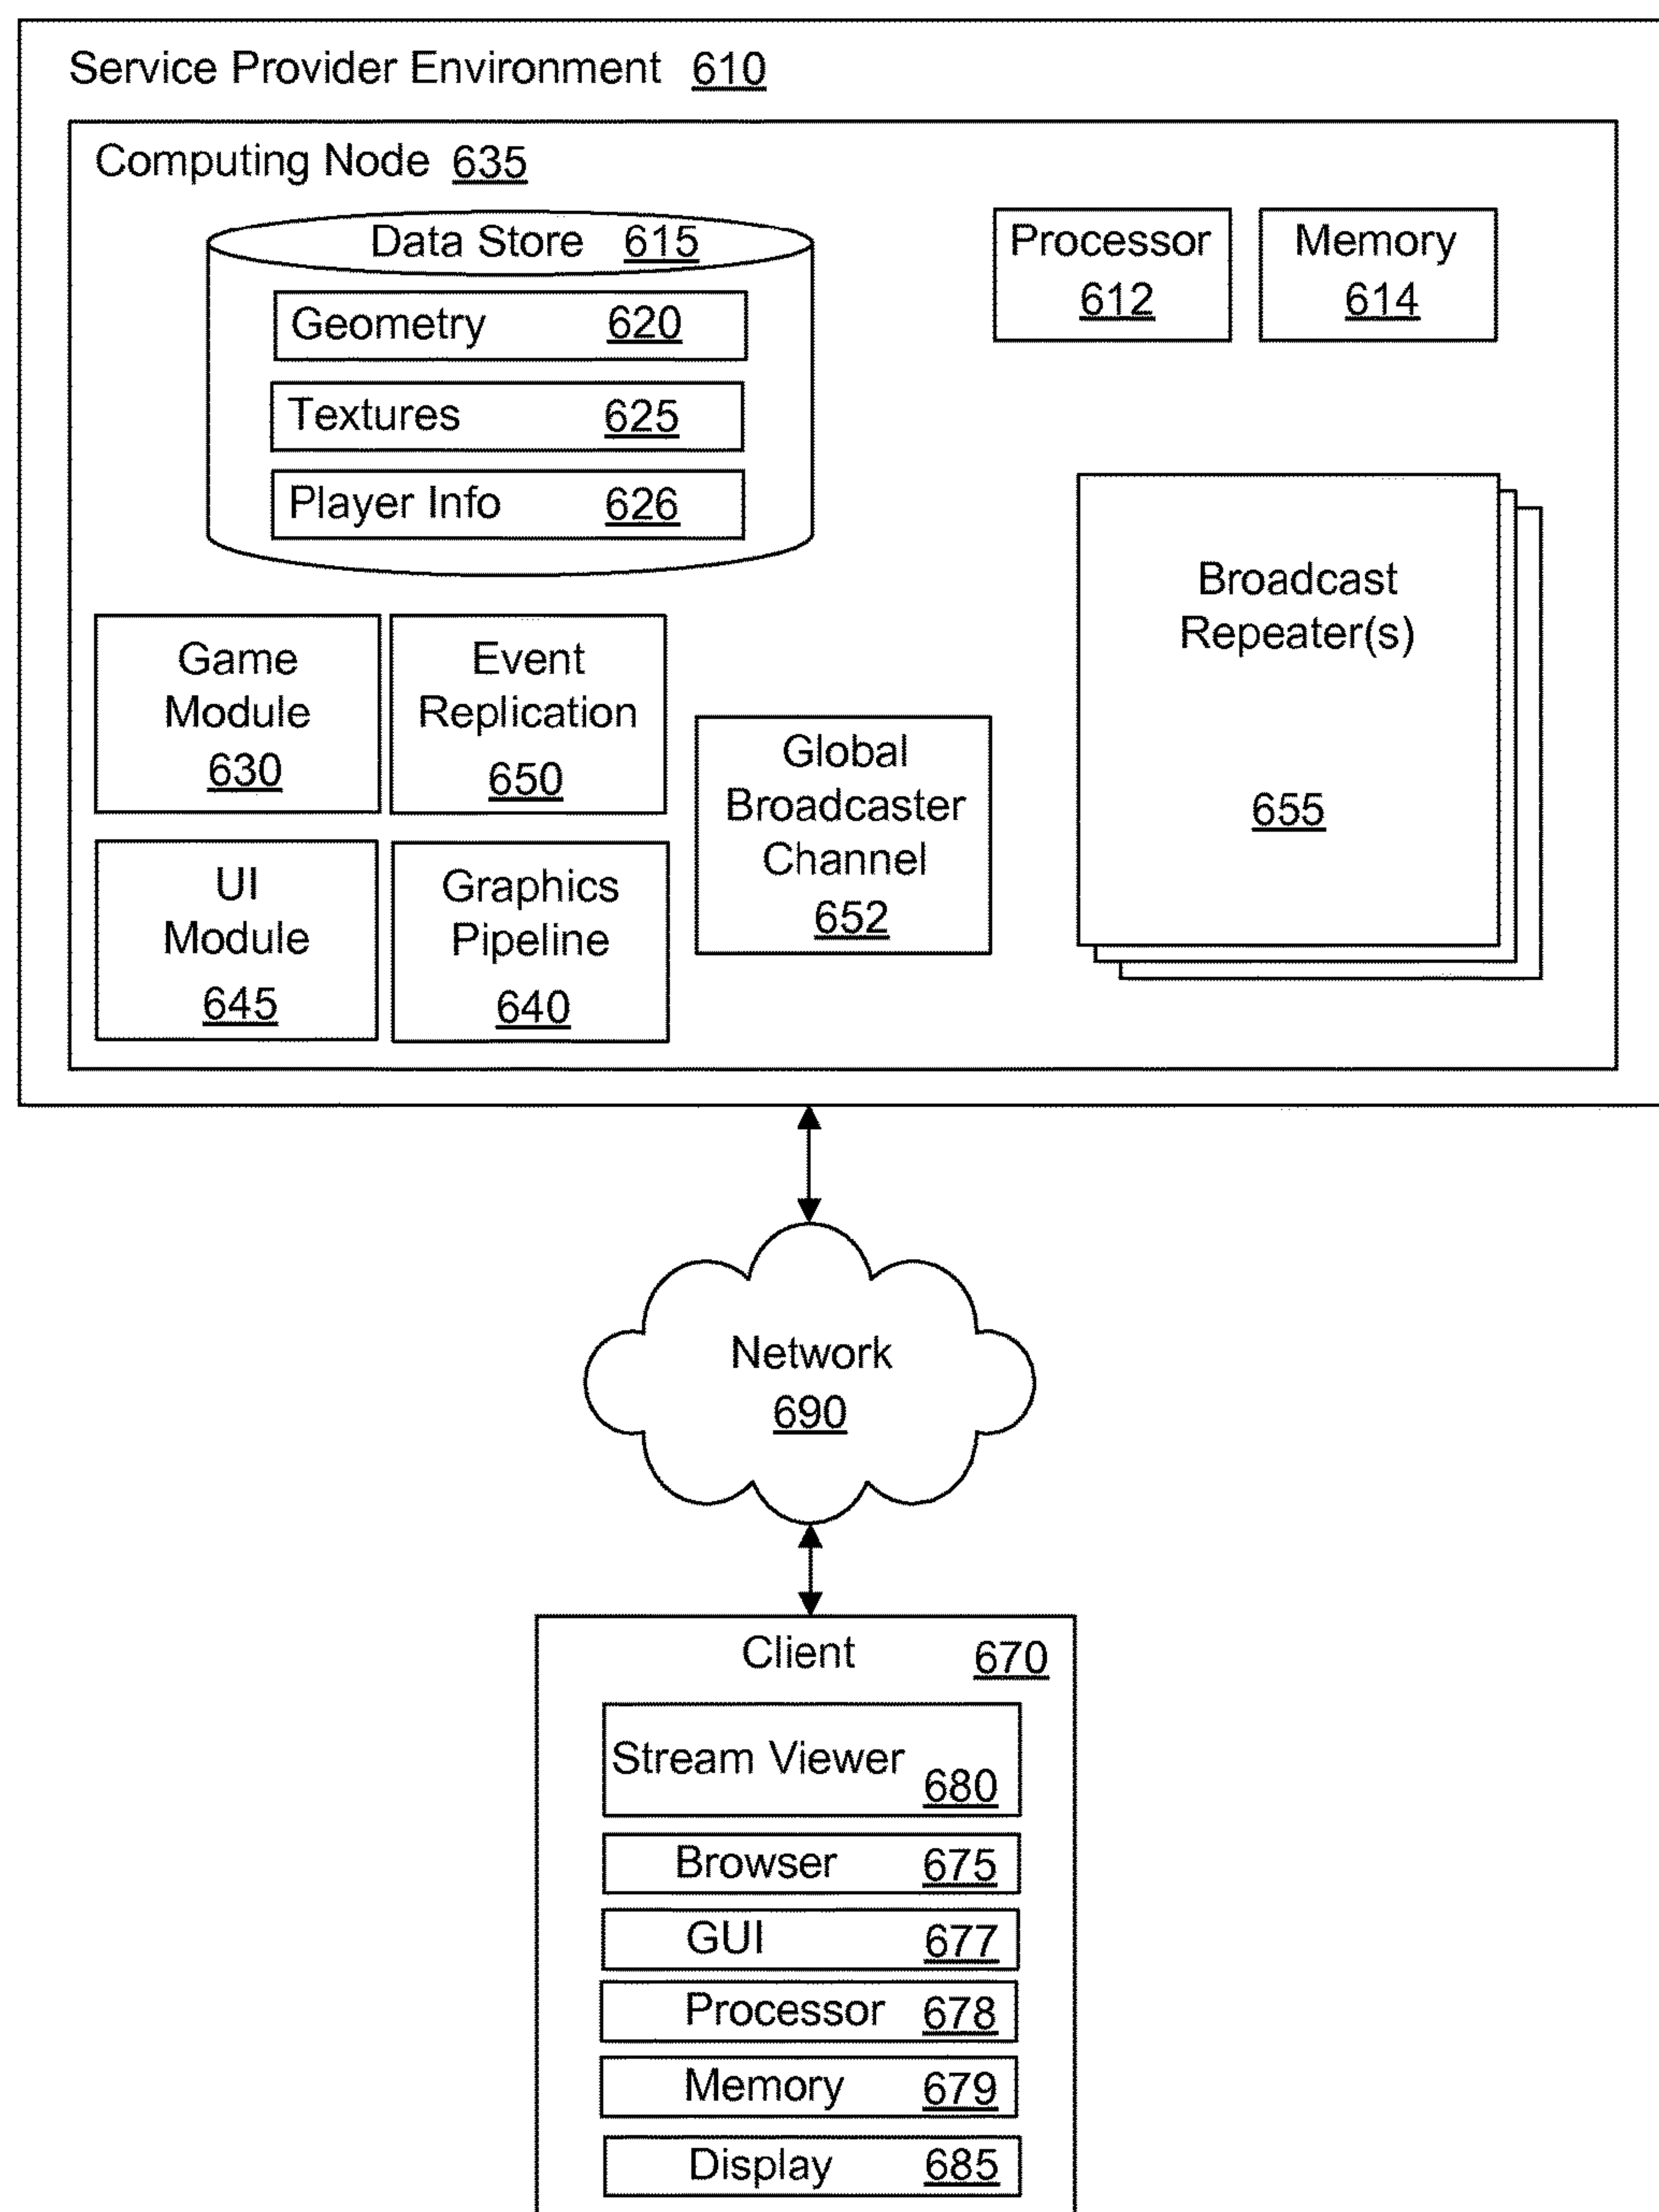 Service Provider Environment 610
Computing Node 635
Data Store 615
Geometry 620
Textures 625
Player Info 626
Processor
612
Memory
614
Broadcast
Repeater(s)
655
Game
Module
630
Event
Replication
650
Global
Broadcaster
Channel
652
UI
Module
645
Graphics
Pipeline
640
Network
690
Client 670
Stream Viewer 680
Browser 675
GUI 677
Processor 678
Memory 679
Display 685